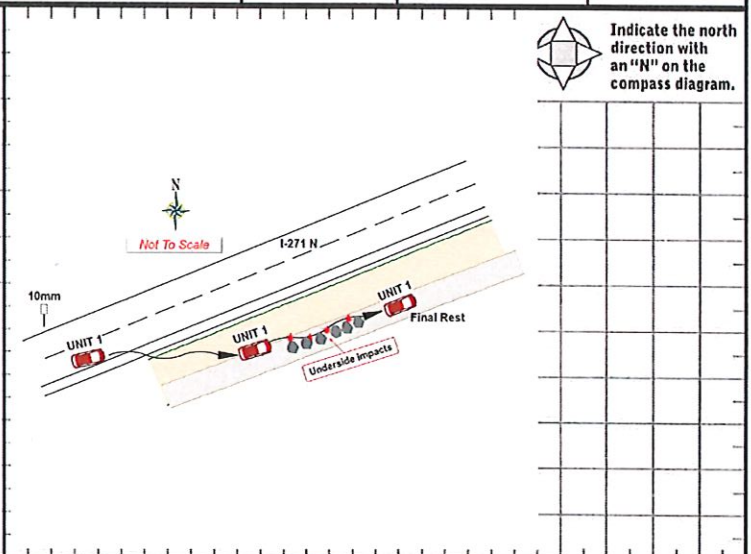 Indicate the north
direction with
an "N" on the
compass diagram.
N
Not To Scale
I-271 N
10mm
UNIT 1
UNIT 1
UNIT 1
Final Rest
Underside Impacts